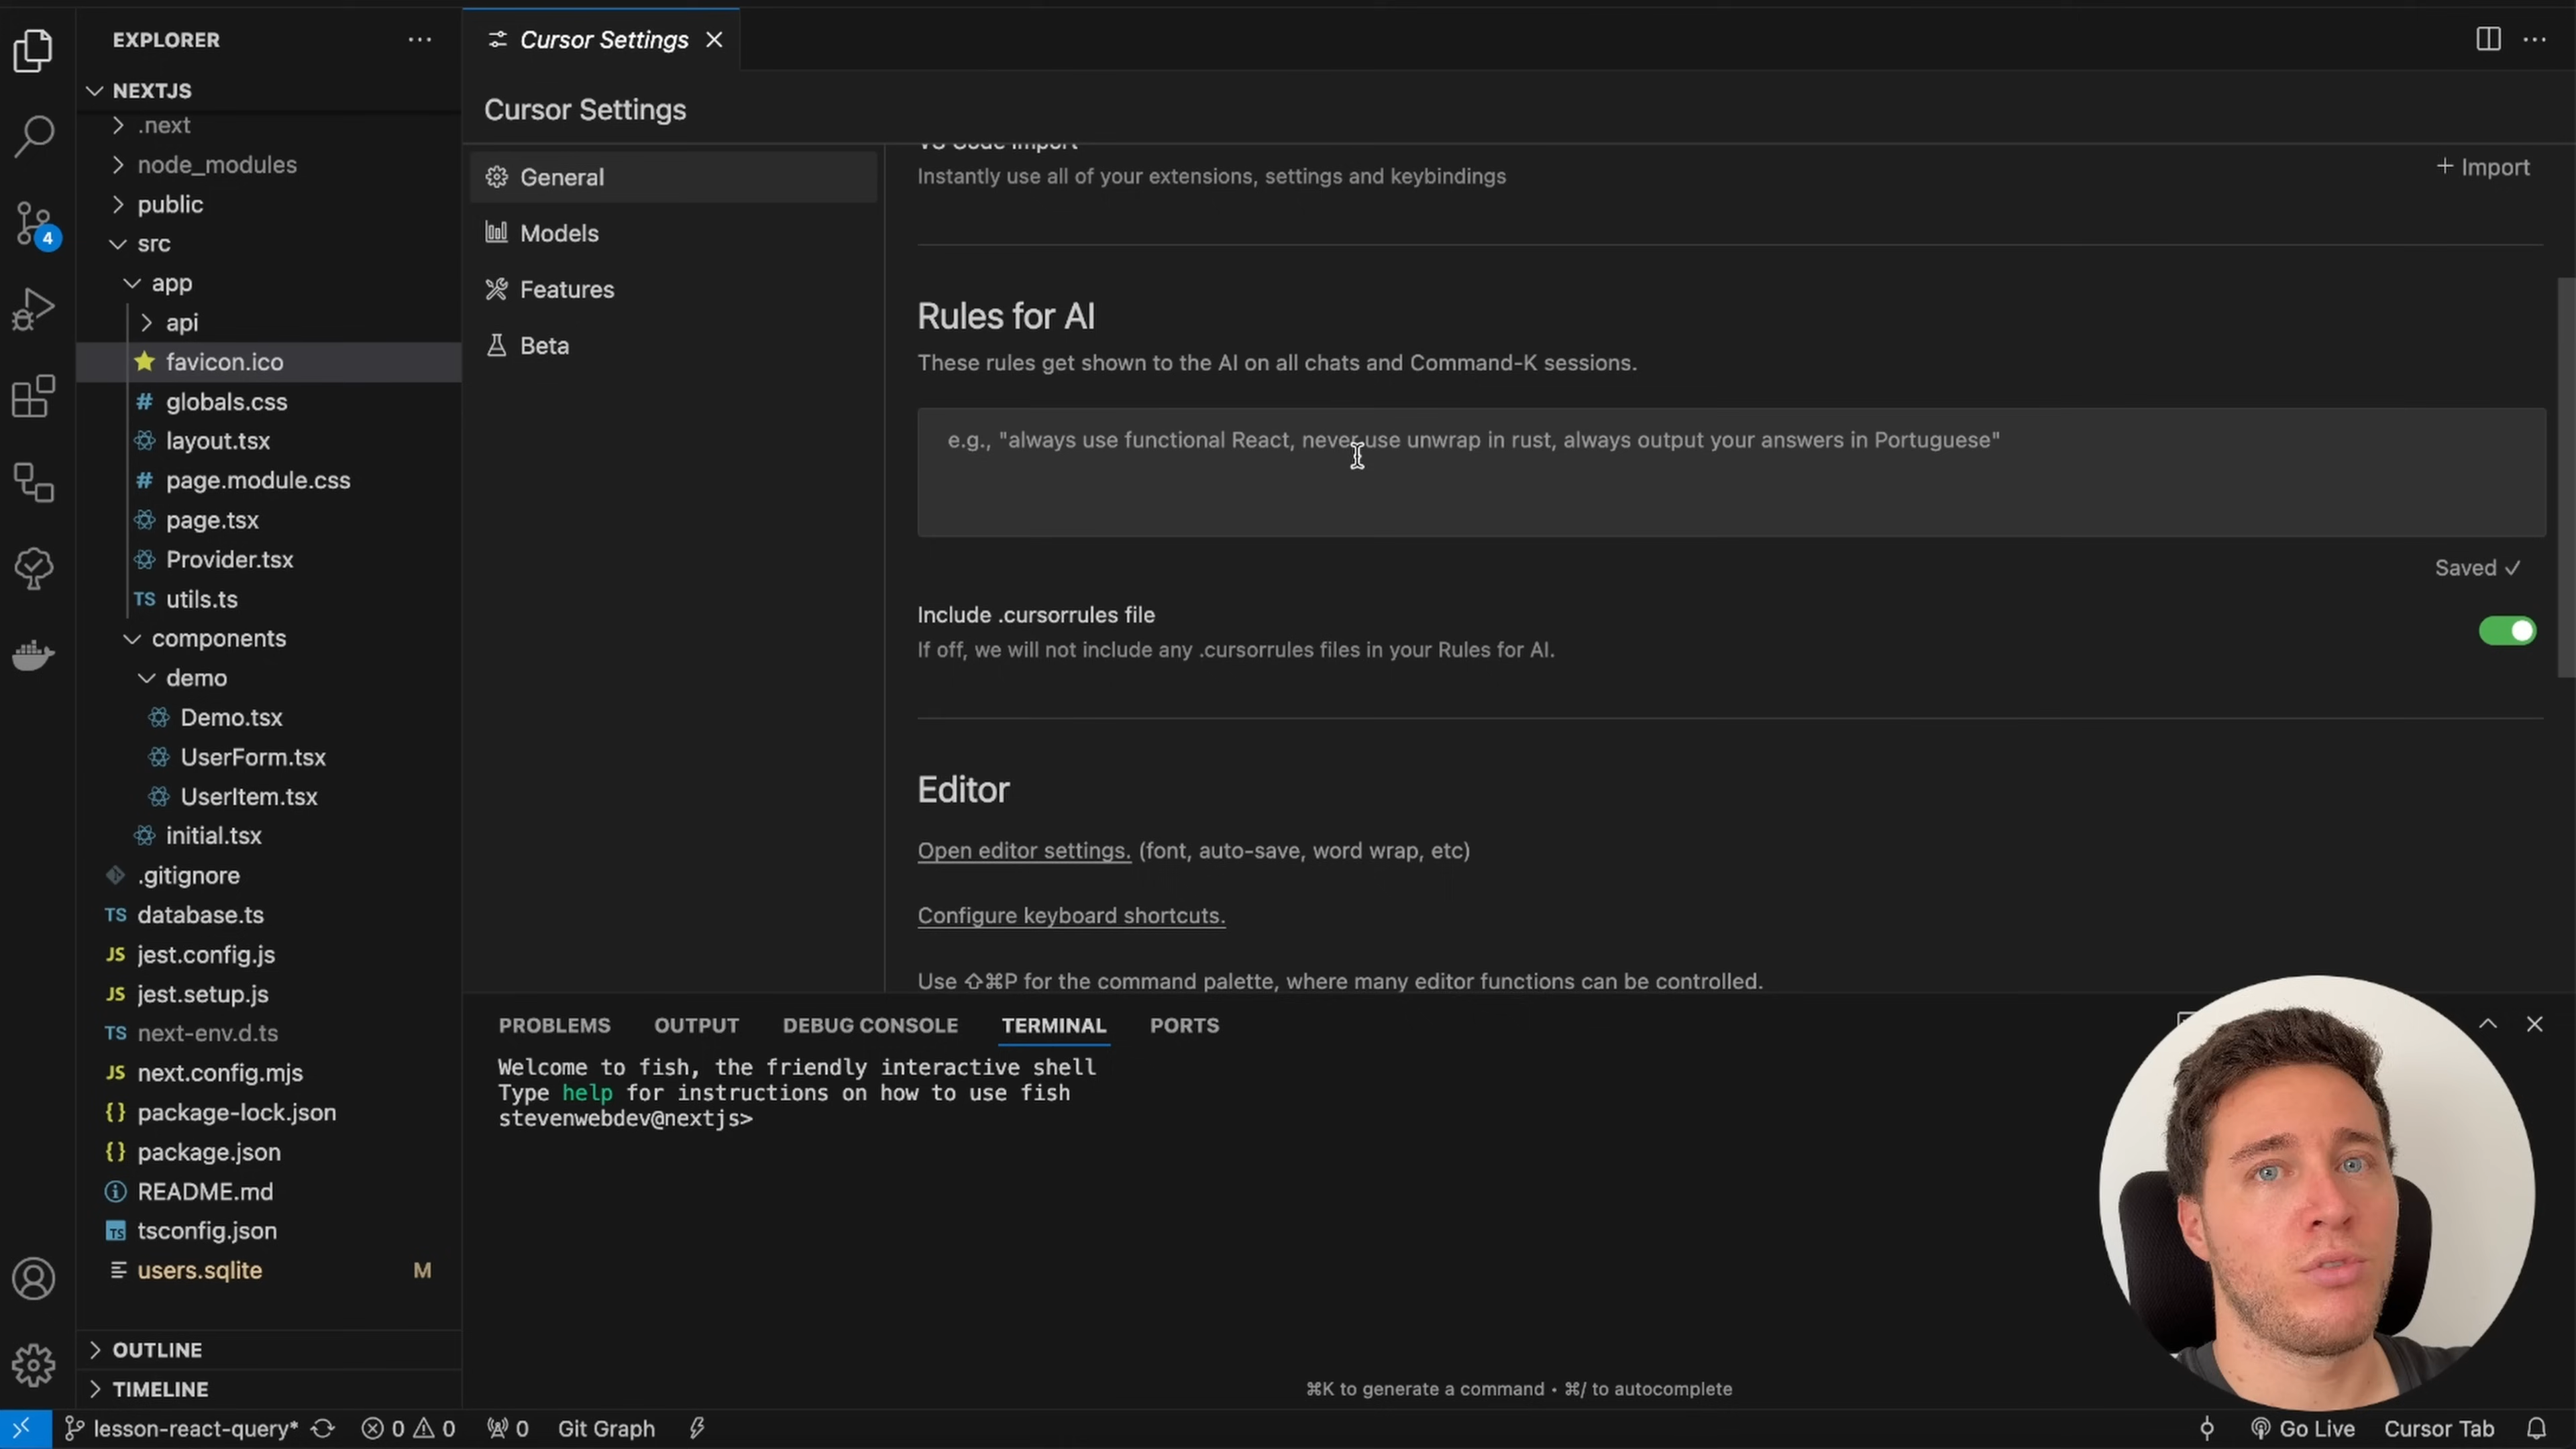 EXPLORER
NEXTJS
.next
node_modules
public
src
app
api
favicon.ico
globals.css
layout.tsx
page.module.css
page.tsx
Provider.tsx
TS utils.ts
components
demo
Demo.tsx
UserForm.tsx
UserItem.tsx
initial.tsx
.gitignore
TS database.ts
JS jest.config.js
JS jest.setup.js
TS next-env.d.ts
JS next.config.mjs
{} package-lock.json
{} package.json
README.md
TS tsconfig.json
users.sqlite M
OUTLINE
TIMELINE
4
Cursor Settings
Cursor Settings
General
Models
Features
Beta
VS Code Import
Instantly use all of your extensions, settings and keybindings
+ Import
Rules for AI
These rules get shown to the AI on all chats and Command-K sessions.
e.g., "always use functional React, never use unwrap in rust, always output your answers in Portuguese"
Saved ✓
Include .cursorrules file
If off, we will not include any .cursorrules files in your Rules for AI.
Editor
Open editor settings. (font, auto-save, word wrap, etc)
Configure keyboard shortcuts.
Use ⇧⌘P for the command palette, where many editor functions can be controlled.
PROBLEMS OUTPUT DEBUG CONSOLE TERMINAL PORTS
Welcome to fish, the friendly interactive shell
Type help for instructions on how to use fish
stevenwebdev@nextjs>
⌘K to generate a command • ⌘/ to autocomplete
lesson-react-query* 0 0 0 Git Graph Go Live Cursor Tab